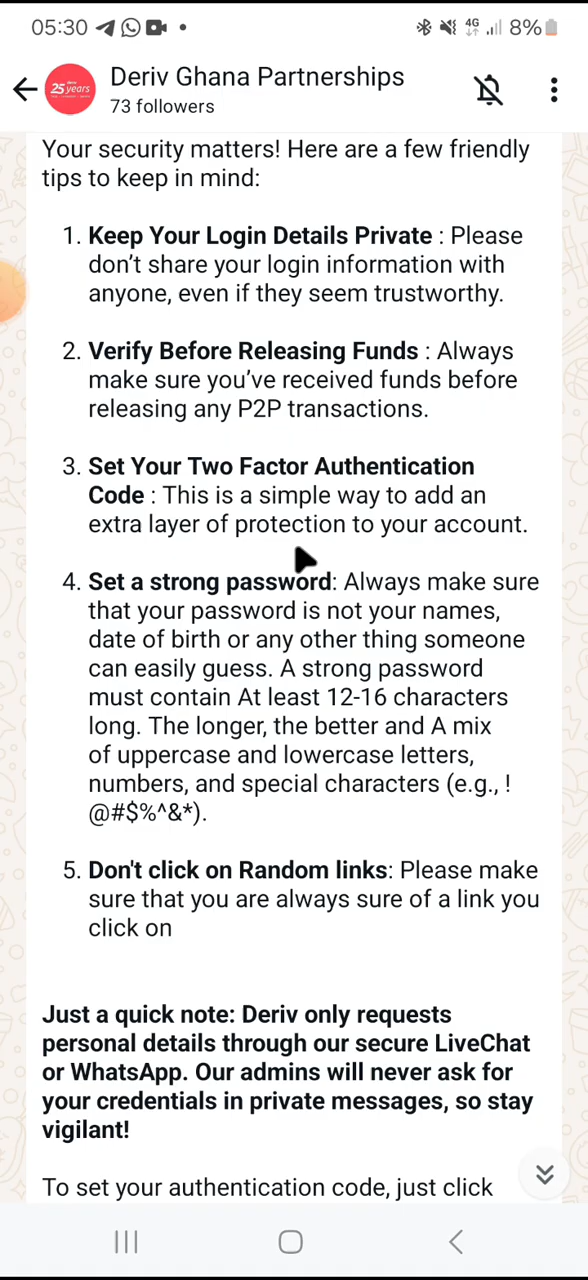 05:30
4G 8%
25 years
Deriv Ghana Partnerships
73 followers
Your security matters! Here are a few friendly
tips to keep in mind:
1. Keep Your Login Details Private : Please
don’t share your login information with
anyone, even if they seem trustworthy.
2. Verify Before Releasing Funds : Always
make sure you’ve received funds before
releasing any P2P transactions.
3. Set Your Two Factor Authentication
Code : This is a simple way to add an
extra layer of protection to your account.
4. Set a strong password: Always make sure
that your password is not your names,
date of birth or any other thing someone
can easily guess. A strong password
must contain At least 12-16 characters
long. The longer, the better and A mix
of uppercase and lowercase letters,
numbers, and special characters (e.g., !
@#$%^&*).
5. Don't click on Random links: Please make
sure that you are always sure of a link you
click on
Just a quick note: Deriv only requests
personal details through our secure LiveChat
or WhatsApp. Our admins will never ask for
your credentials in private messages, so stay
vigilant!
To set your authentication code, just click